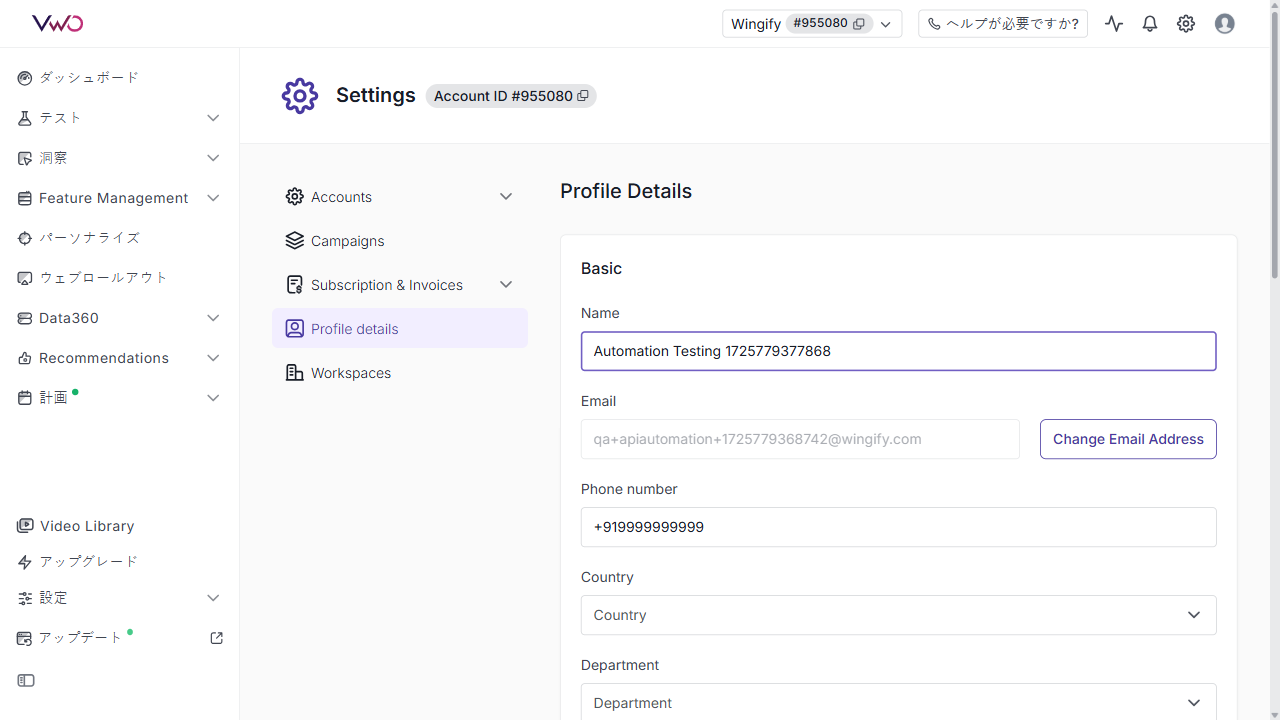 VWO
Wingify #955080
ヘルプが必要ですか?
ダッシュボード
テスト
洞察
Feature Management
パーソナライズ
ウェブロールアウト
Data360
Recommendations
計画
Video Library
アップグレード
設定
アップデート
Settings
Account ID #955080
Accounts
Campaigns
Subscription & Invoices
Profile details
Workspaces
Profile Details
Basic
Name
Automation Testing 1725779377868
Email
qa+apiautomation+1725779368742@wingify.com
Change Email Address
Phone number
+919999999999
Country
Country
Department
Department